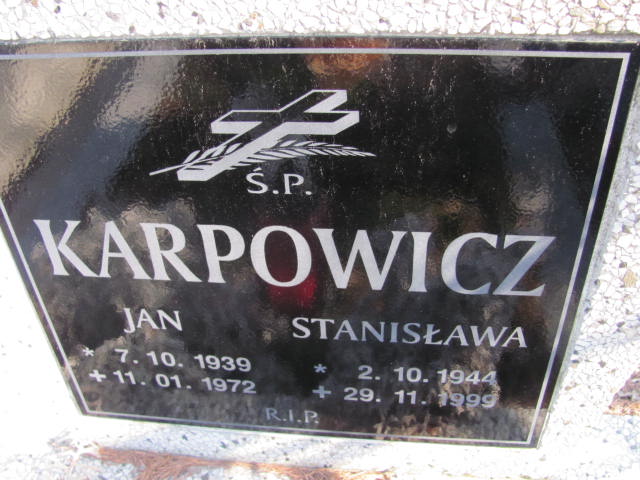 Ś.P.
KARPOWICZ
JAN STANISŁAWA
* 7. 10. 1939 * 2. 10. 1944
+ 11. 01. 1972 + 29. 11. 1999
R.I.P.